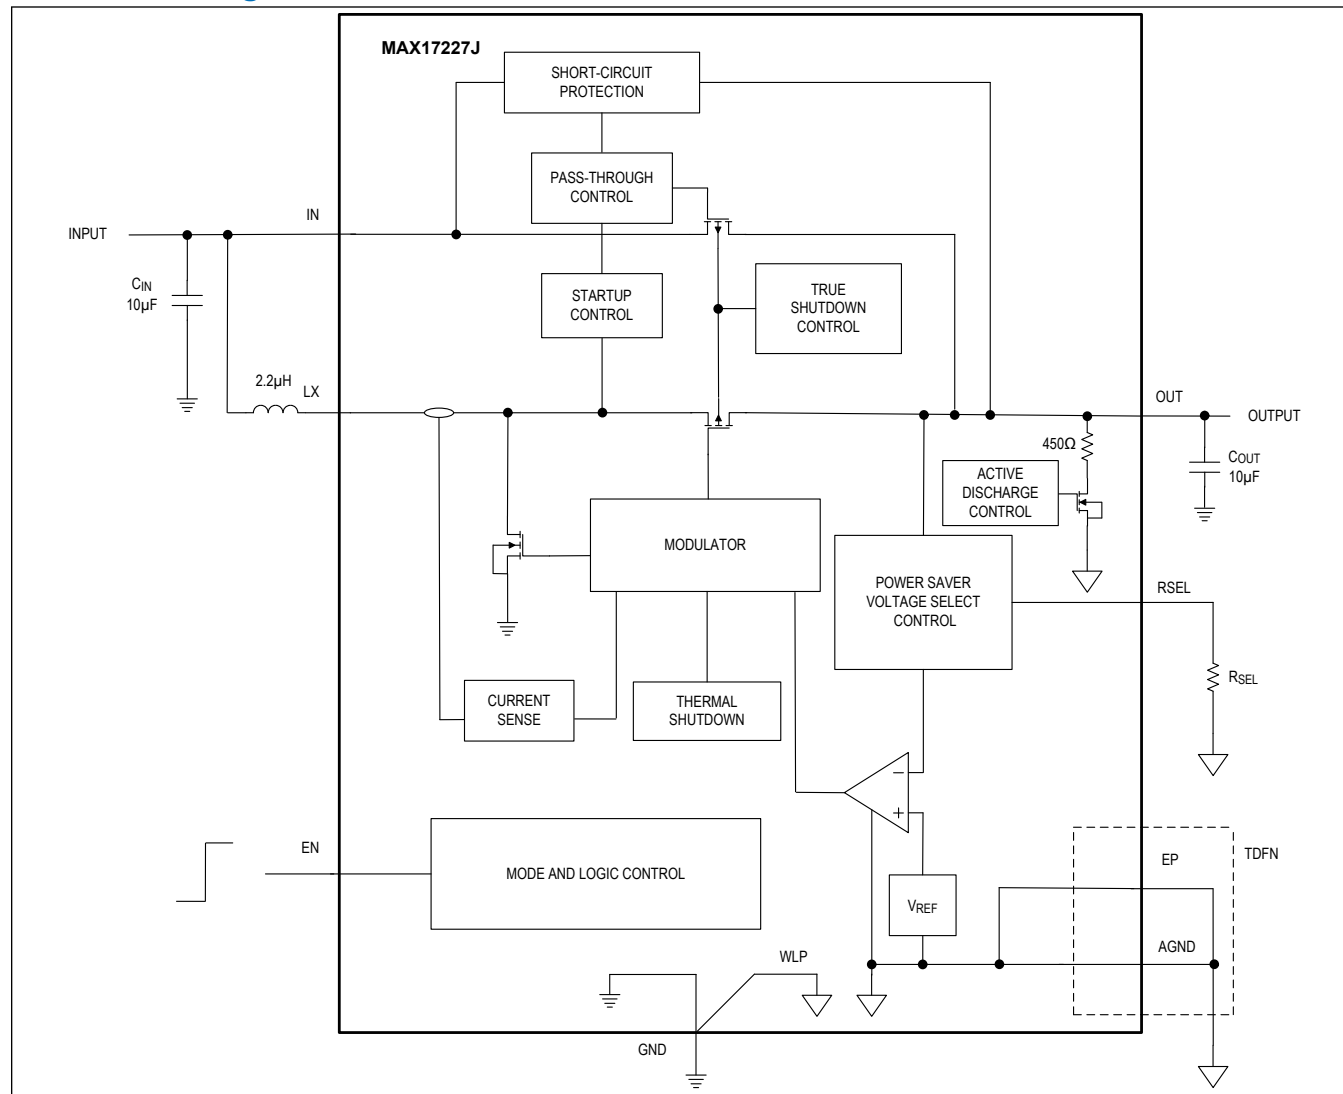 MAX17227J
SHORT-CIRCUIT
PROTECTION
PASS-THROUGH
CONTROL
IN
INPUT
CIN
10µF
STARTUP
CONTROL
TRUE
SHUTDOWN
CONTROL
2.2µH
LX
OUT
OUTPUT
450Ω
COUT
10µF
ACTIVE
DISCHARGE
CONTROL
MODULATOR
POWER SAVER
VOLTAGE SELECT
CONTROL
RSEL
RSEL
CURRENT
SENSE
THERMAL
SHUTDOWN
−
+
EN
MODE AND LOGIC CONTROL
VREF
EP
TDFN
AGND
WLP
GND